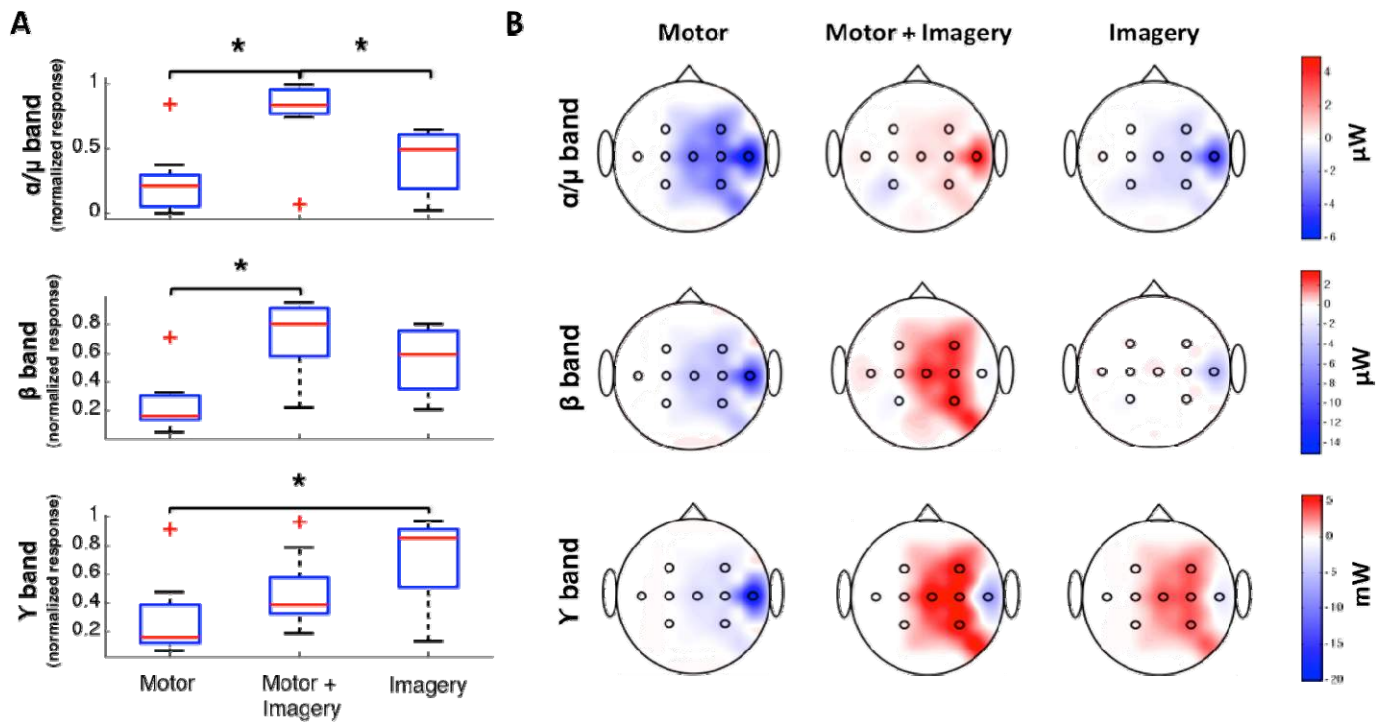 A
B
Motor
Motor + Imagery
Imagery
*
*
α/μ band
(normalized response)
1
0.5
0
4
2
0
-2
-4
-6
μW
*
β band
(normalized response)
0.8
0.6
0.4
0.2
2
0
-2
-4
-6
-8
-10
-12
-14
μW
*
ϒ band
(normalized response)
1
0.8
0.6
0.4
0.2
5
0
-5
-10
-15
-20
mW
Motor
Motor +
Imagery
Imagery